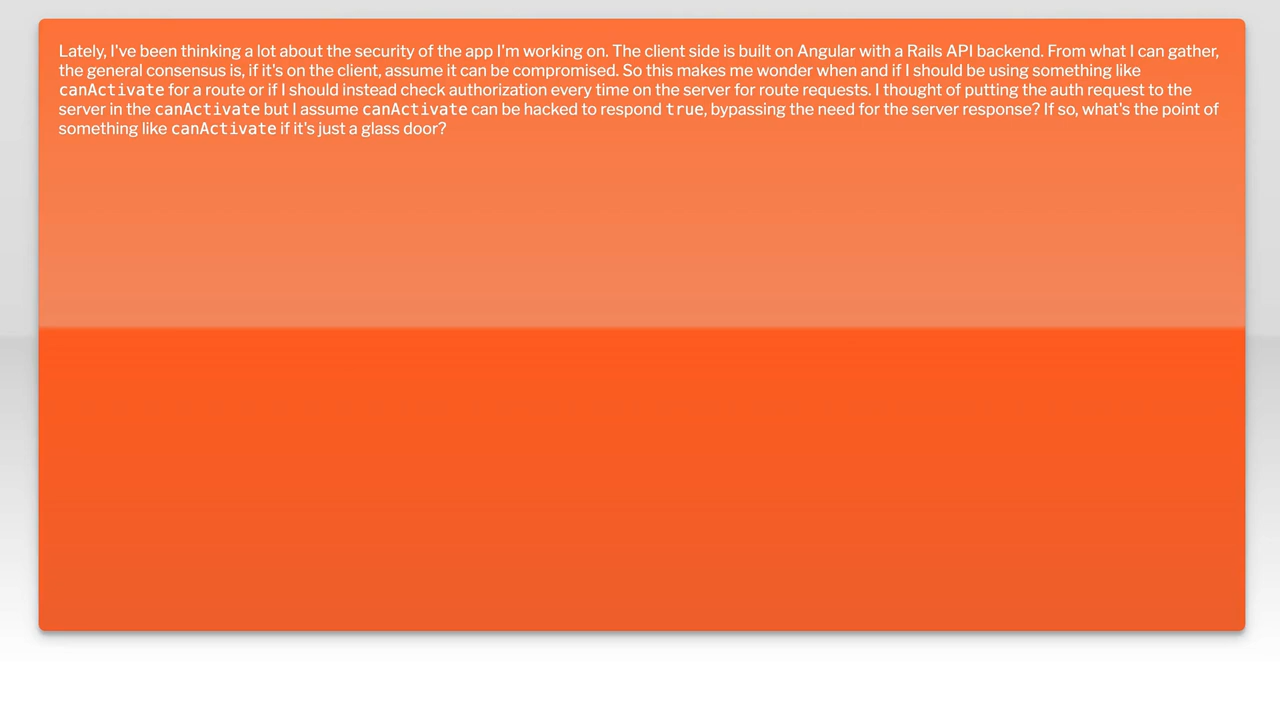 Lately, I've been thinking a lot about the security of the app I'm working on. The client side is built on Angular with a Rails API backend. From what I can gather,
the general consensus is, if it's on the client, assume it can be compromised. So this makes me wonder when and if I should be using something like
canActivate for a route or if I should instead check authorization every time on the server for route requests. I thought of putting the auth request to the
server in the canActivate but I assume canActivate can be hacked to respond true, bypassing the need for the server response? If so, what's the point of
something like canActivate if it's just a glass door?